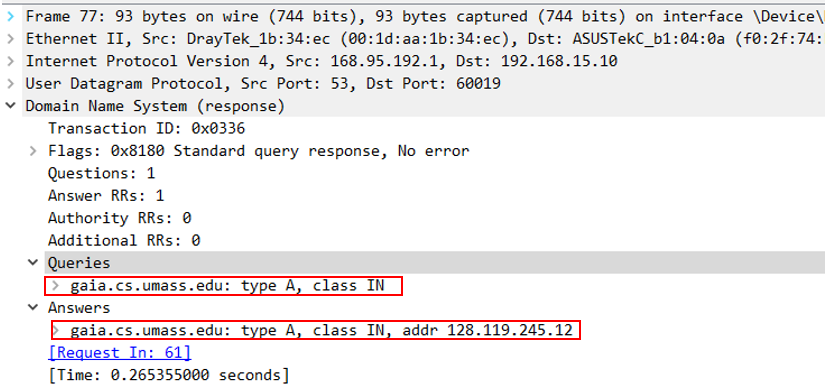 Frame 77: 93 bytes on wire (744 bits), 93 bytes captured (744 bits) on interface \Device\
Ethernet II, Src: DrayTek_1b:34:ec (00:1d:aa:1b:34:ec), Dst: ASUSTekC_b1:04:0a (f0:2f:74:
Internet Protocol Version 4, Src: 168.95.192.1, Dst: 192.168.15.10
User Datagram Protocol, Src Port: 53, Dst Port: 60019
Domain Name System (response)
Transaction ID: 0x0336
Flags: 0x8180 Standard query response, No error
Questions: 1
Answer RRs: 1
Authority RRs: 0
Additional RRs: 0
Queries
gaia.cs.umass.edu: type A, class IN
Answers
gaia.cs.umass.edu: type A, class IN, addr 128.119.245.12
[Request In: 61]
[Time: 0.265355000 seconds]